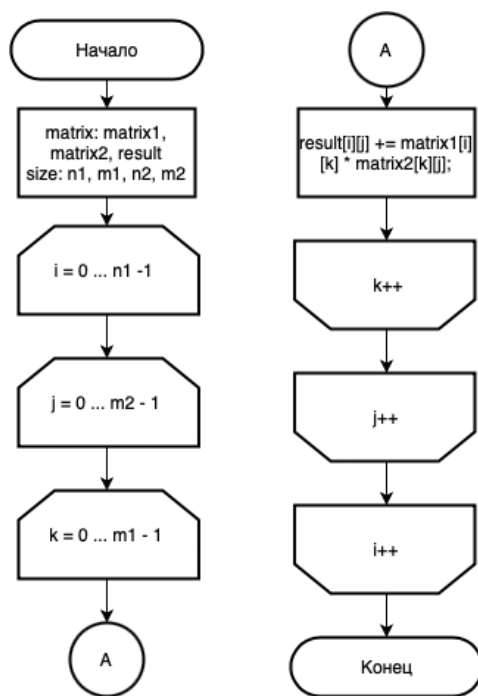 Начало
matrix: matrix1,
matrix2, result
size: n1, m1, n2, m2
i = 0 ... n1 -1
j = 0 ... m2 - 1
k = 0 ... m1 - 1
A
A
result[i][j] += matrix1[i]
[k] * matrix2[k][j];
k++
j++
i++
Конец